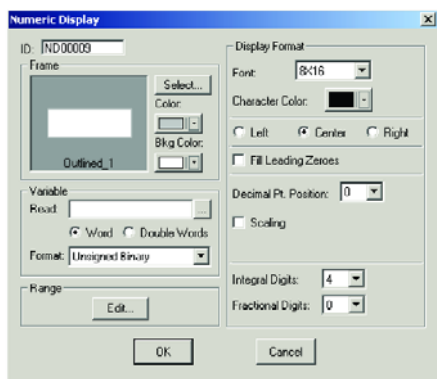 Numeric Display
ID: ND00009
Frame
Select...
Color:
Bkg Color:
Outlined_1
Variable
Read:
...
Word Double Words
Format: Unsigned Binary
Range
Edit...
Display Format
Font: 8X16
Character Color:
Left Center Right
Fill Leading Zeroes
Decimal Pt. Position: 0
Scaling
Integral Digits: 4
Fractional Digits: 0
OK Cancel